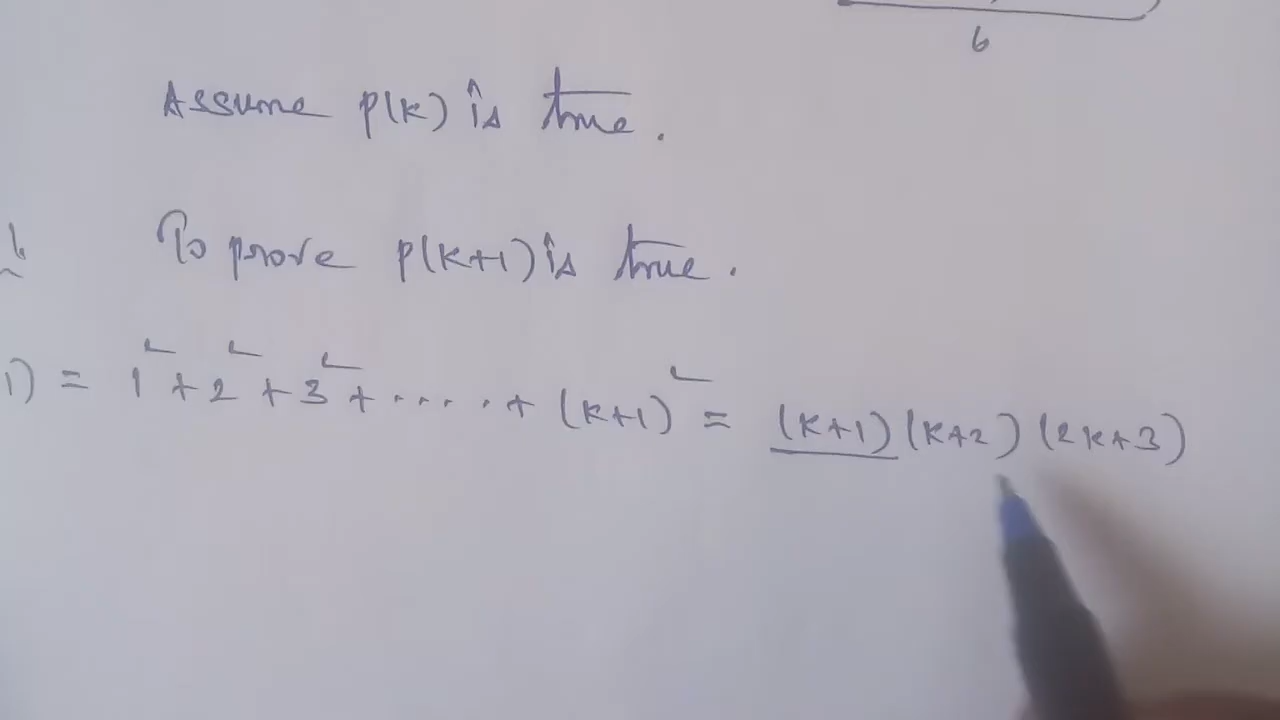 6
Assume P(k) is true.
To prove P(k+1) is true.
1) = 1² + 2² + 3² + ..... + (k+1)² = (k+1)(k+2)(2k+3)